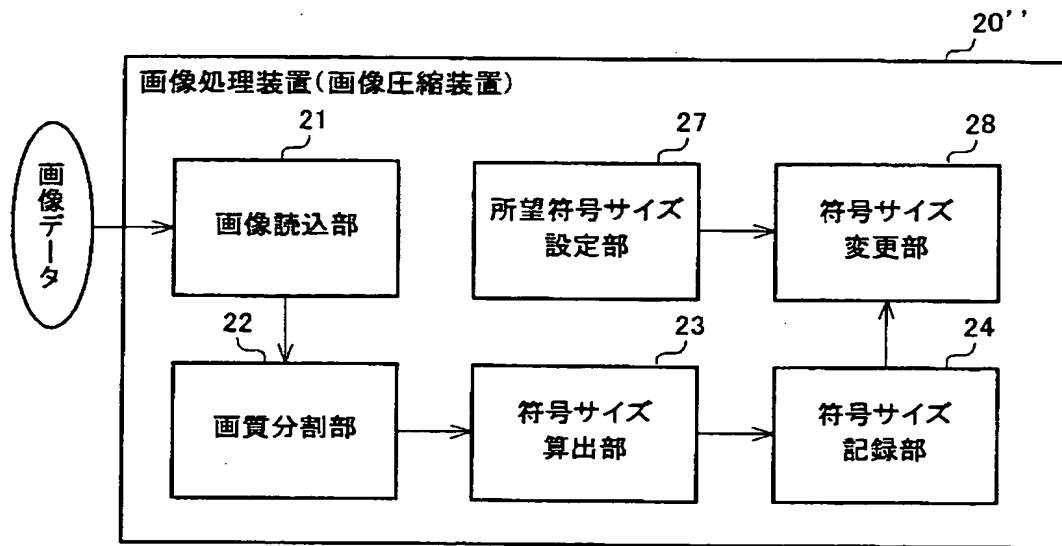 20''
画像処理装置(画像圧縮装置)
画像データ
21
画像読込部
27
所望符号サイズ
設定部
28
符号サイズ
変更部
22
画質分割部
23
符号サイズ
算出部
24
符号サイズ
記録部